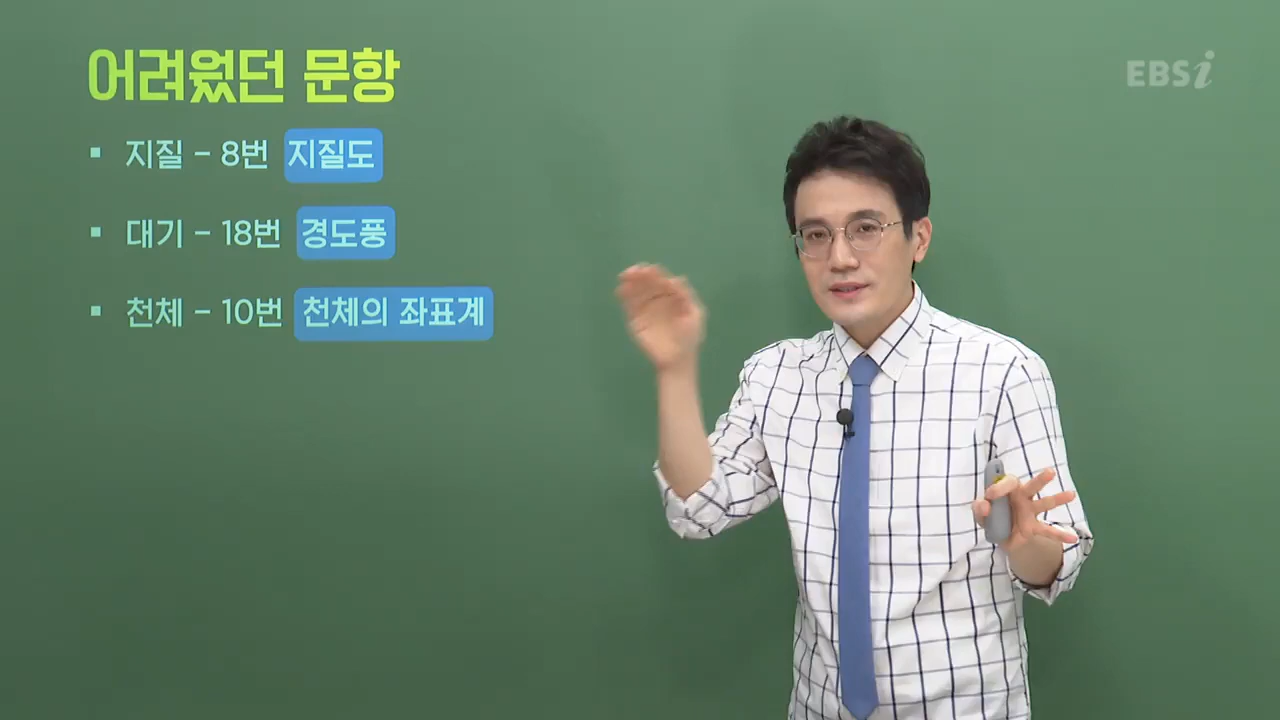 어려웠던 문항
EBSi
▪ 지질 - 8번 지질도
▪ 대기 - 18번 경도풍
▪ 천체 - 10번 천체의 좌표계